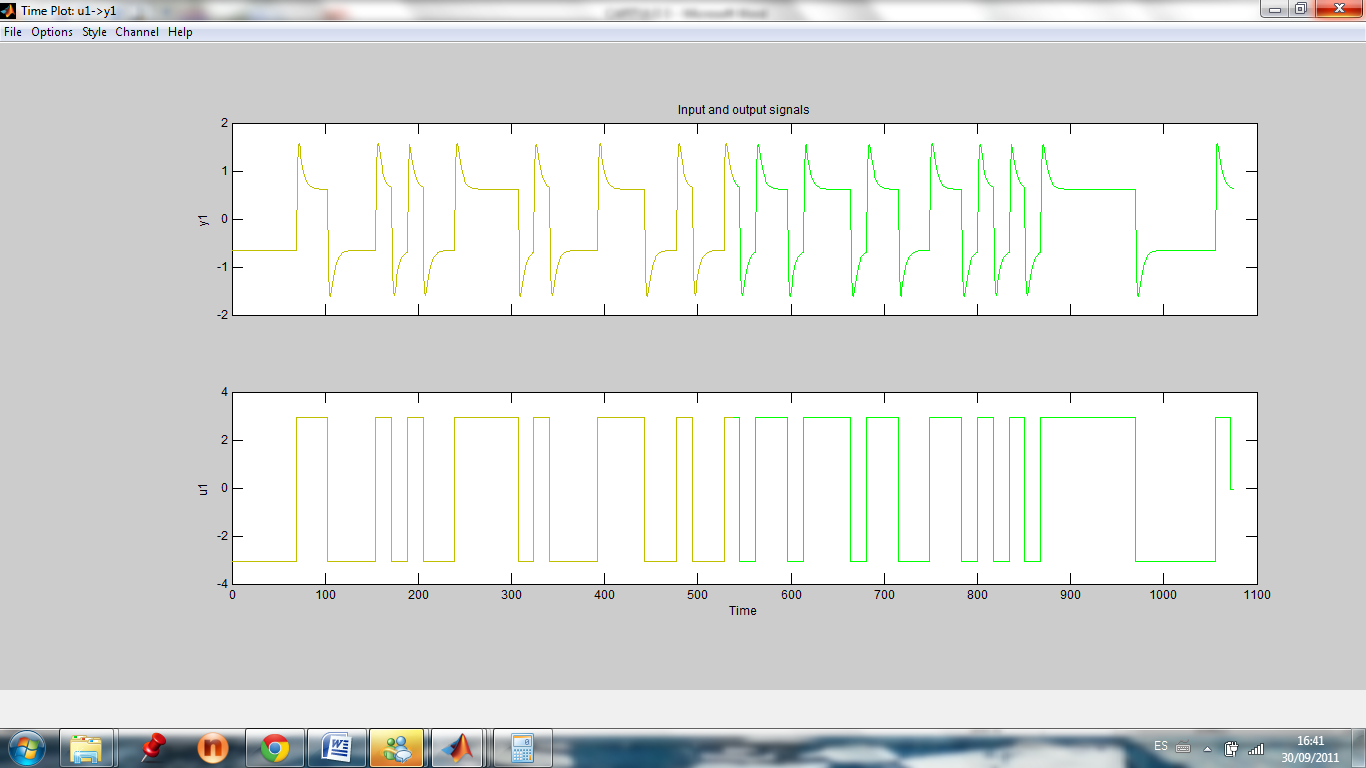 Time Plot: u1->y1
File Options Style Channel Help
Input and output signals
2
1
0
-1
-2
y1
4
2
0
-2
-4
u1
0 100 200 300 400 500 600 700 800 900 1000 1100
Time
ES
16:41
30/09/2011